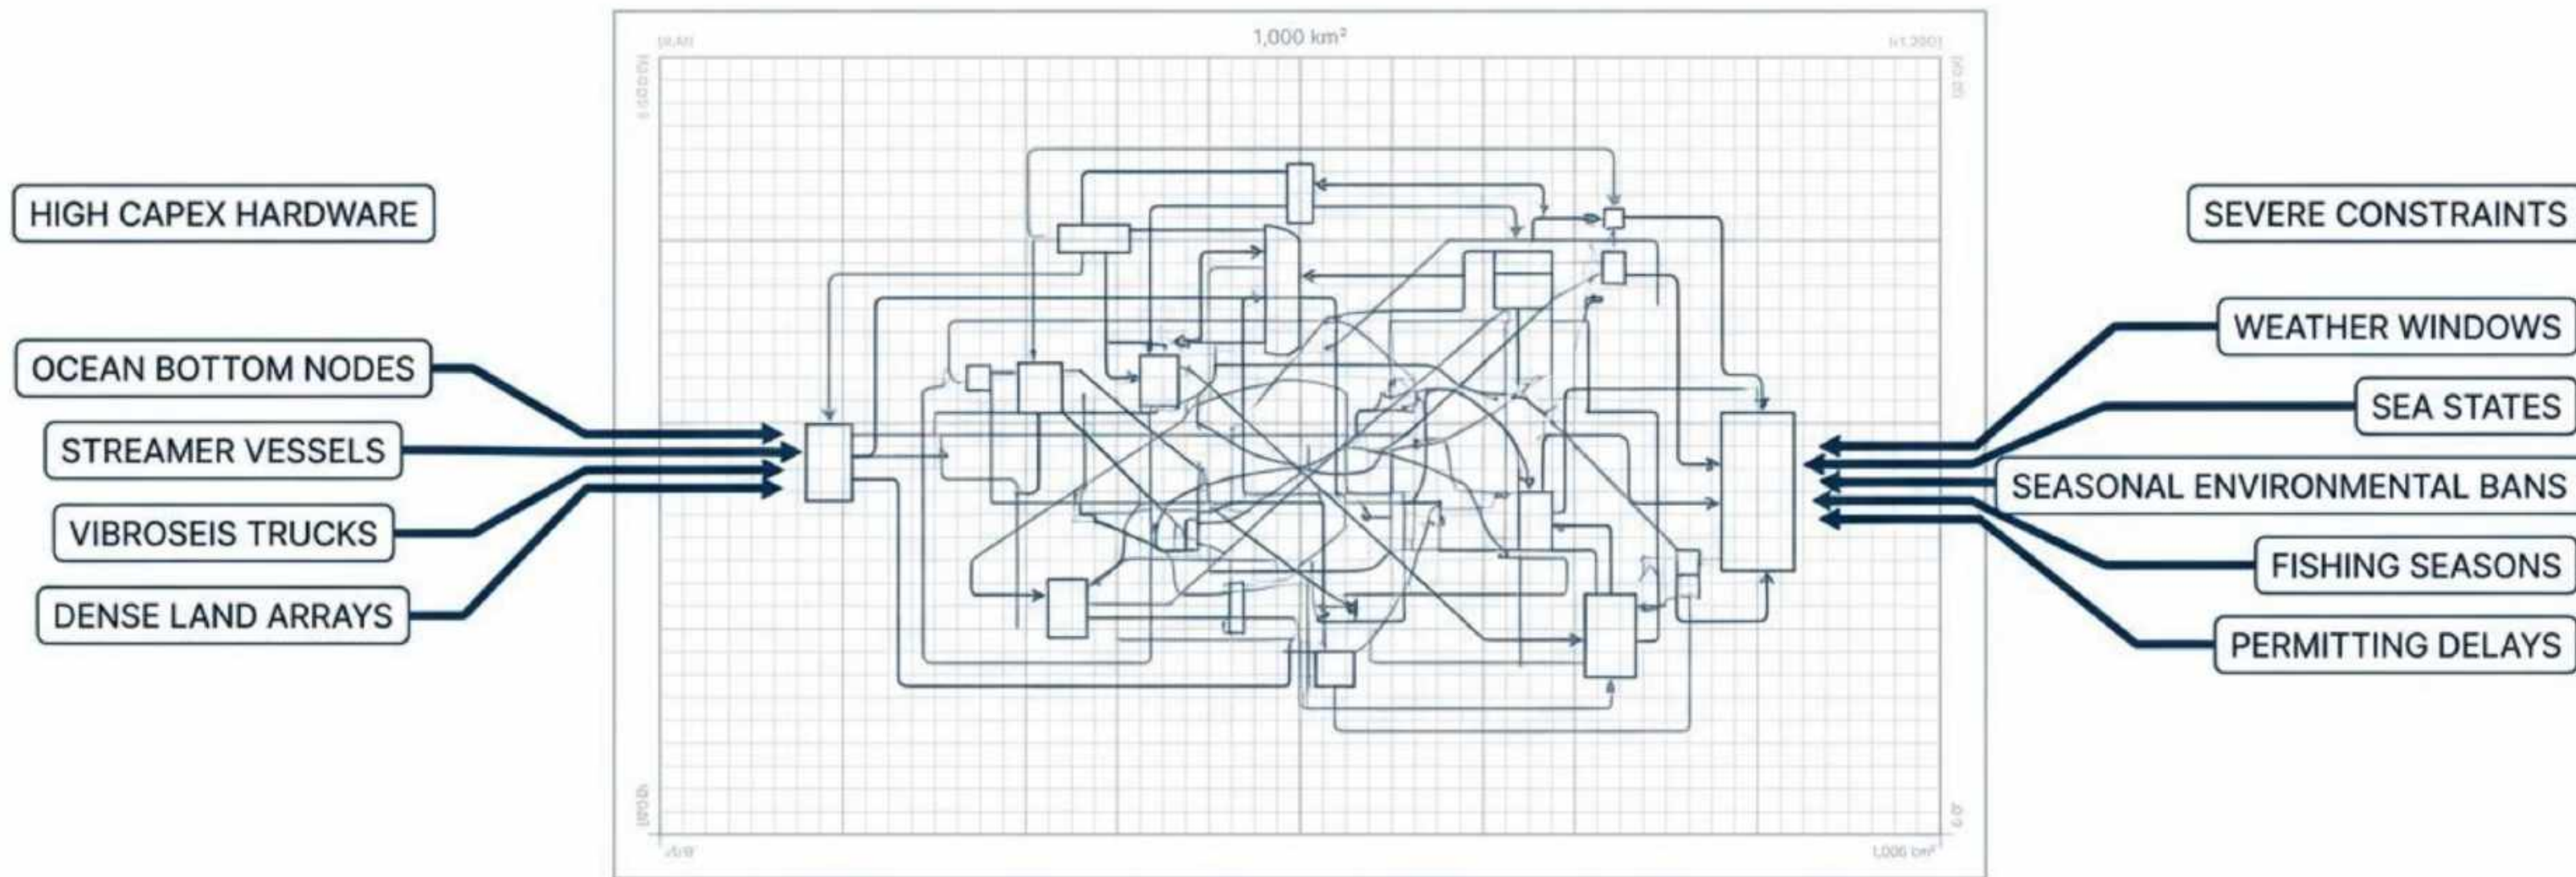 1,000 km²
HIGH CAPEX HARDWARE
OCEAN BOTTOM NODES
STREAMER VESSELS
VIBROSEIS TRUCKS
DENSE LAND ARRAYS
SEVERE CONSTRAINTS
WEATHER WINDOWS
SEA STATES
SEASONAL ENVIRONMENTAL BANS
FISHING SEASONS
PERMITTING DELAYS